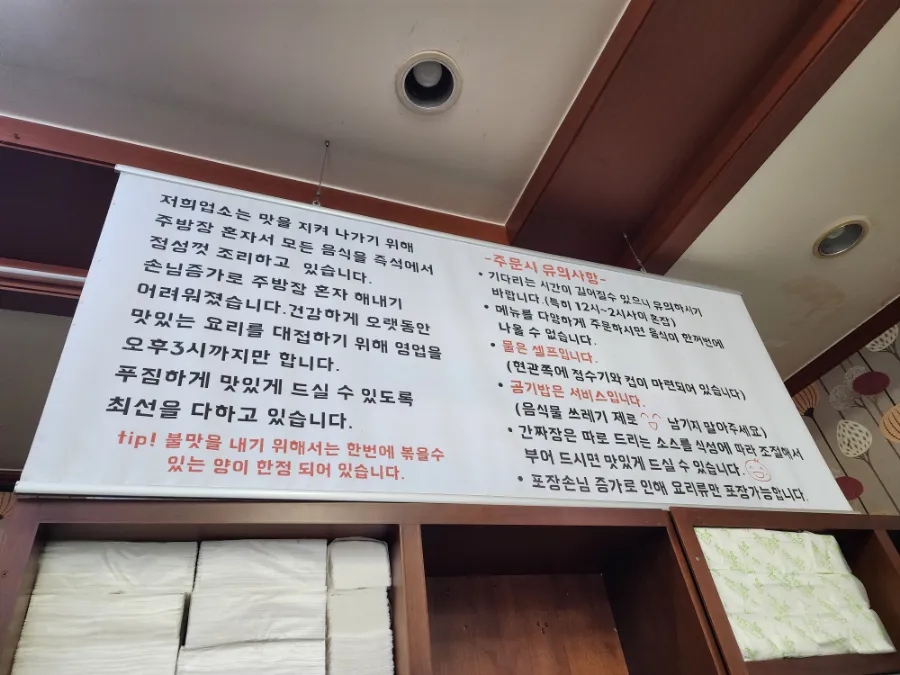 저희업소는 맛을 지켜 나가기 위해
주방장 혼자서 모든 음식을 즉석에서
정성껏 조리하고 있습니다.
손님증가로 주방장 혼자 해내기
어려워졌습니다.건강하게 오랫동안
맛있는 요리를 대접하기 위해 영업을
오후3시까지만 합니다.
푸짐하게 맛있게 드실 수 있도록
최선을 다하고 있습니다.
tip! 불맛을 내기 위해서는 한번에 볶을수
있는 양이 한정 되어 있습니다.
-주문시 유의사항-
• 기다리는 시간이 길어질수 있으니 유의하시기
바랍니다.(특히 12시~2시사이 혼잡)
• 메뉴를 다양하게 주문하시면 음식이 한꺼번에
나올 수 없습니다.
• 물은 셀프입니다.
(현관쪽에 정수기와 컵이 마련되어 있습니다)
• 공기밥은 서비스입니다.
(음식물 쓰레기 제로 남기지 말아주세요)
• 간짜장은 따로 드리는 소스를 식성에 따라 조절해서
부어 드시면 맛있게 드실 수 있습니다
• 포장손님 증가로 인해 요리류만 포장가능합니다.